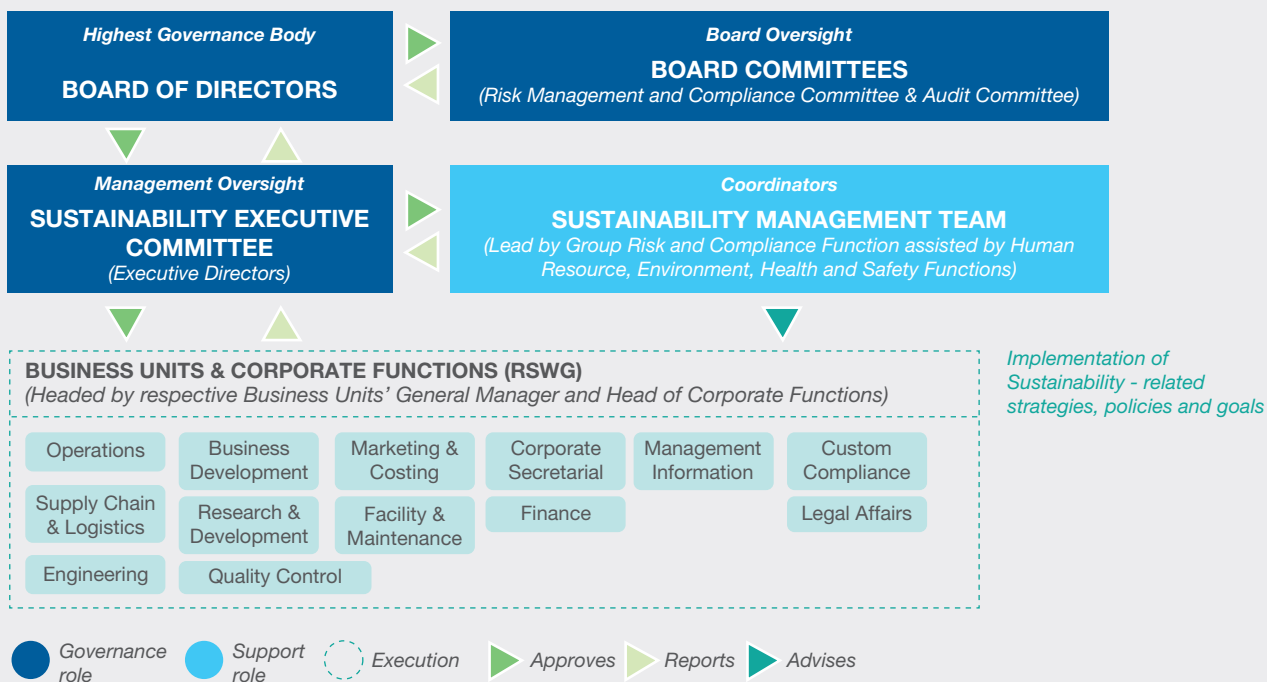 Highest Governance Body
BOARD OF DIRECTORS
Board Oversight
BOARD COMMITTEES
(Risk Management and Compliance Committee & Audit Committee)
Management Oversight
SUSTAINABILITY EXECUTIVE
COMMITTEE
(Executive Directors)
Coordinators
SUSTAINABILITY MANAGEMENT TEAM
(Lead by Group Risk and Compliance Function assisted by Human
Resource, Environment, Health and Safety Functions)
BUSINESS UNITS & CORPORATE FUNCTIONS (RSWG)
(Headed by respective Business Units' General Manager and Head of Corporate Functions)
Implementation of
Sustainability - related
strategies, policies and goals
Operations
Business
Development
Marketing &
Costing
Corporate
Secretarial
Management
Information
Custom
Compliance
Supply Chain
& Logistics
Research &
Development
Facility &
Maintenance
Finance
Legal Affairs
Engineering
Quality Control
Governance
role
Support
role
Execution
Approves
Reports
Advises